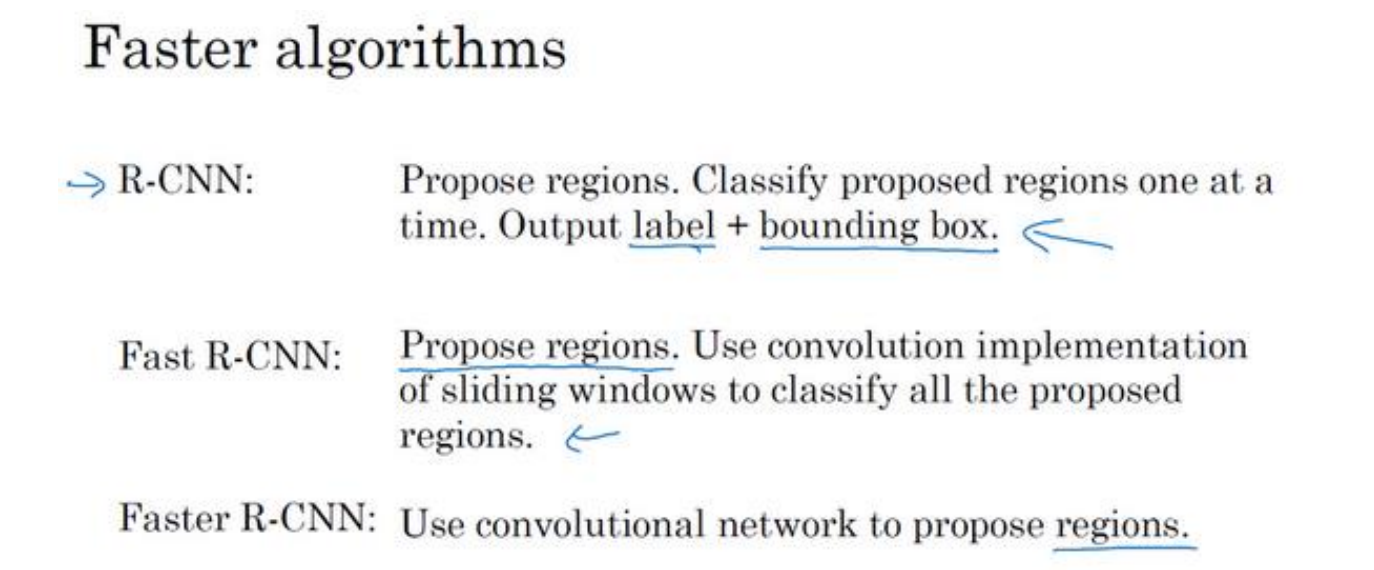 Faster algorithms
R-CNN: Propose regions. Classify proposed regions one at a
time. Output label + bounding box.
Fast R-CNN: Propose regions. Use convolution implementation
of sliding windows to classify all the proposed
regions.
Faster R-CNN: Use convolutional network to propose regions.